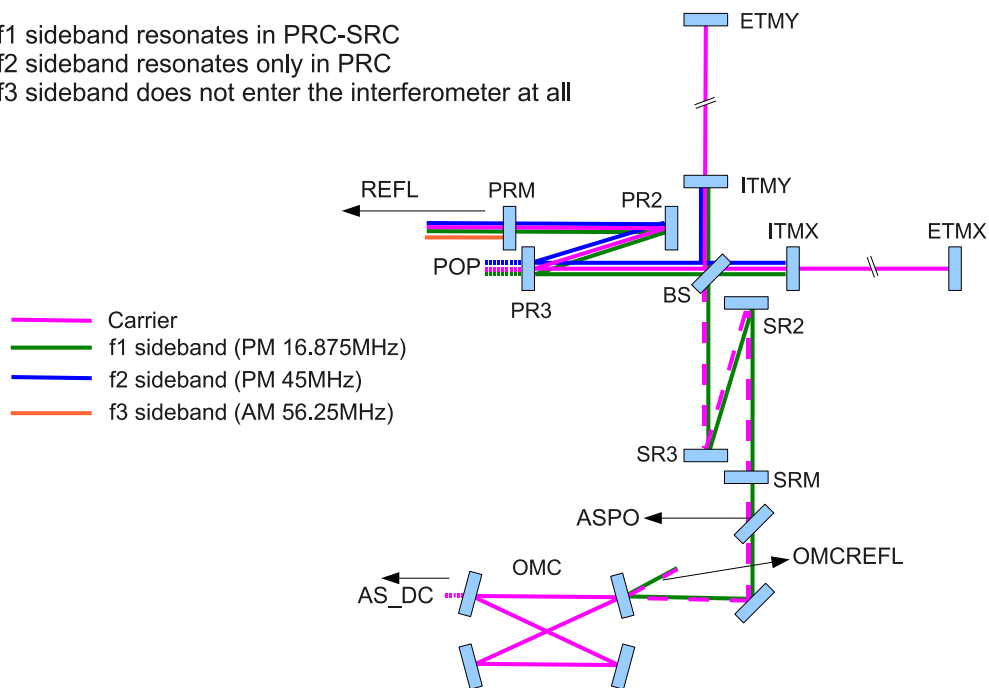 f1 sideband resonates in PRC-SRC
f2 sideband resonates only in PRC
f3 sideband does not enter the interferometer at all
ETMY
ITMY
REFL
PRM
PR2
ITMX
ETMX
POP
PR3
BS
SR2
Carrier
f1 sideband (PM 16.875MHz)
f2 sideband (PM 45MHz)
f3 sideband (AM 56.25MHz)
SR3
SRM
ASPO
OMC
OMCREFL
AS_DC